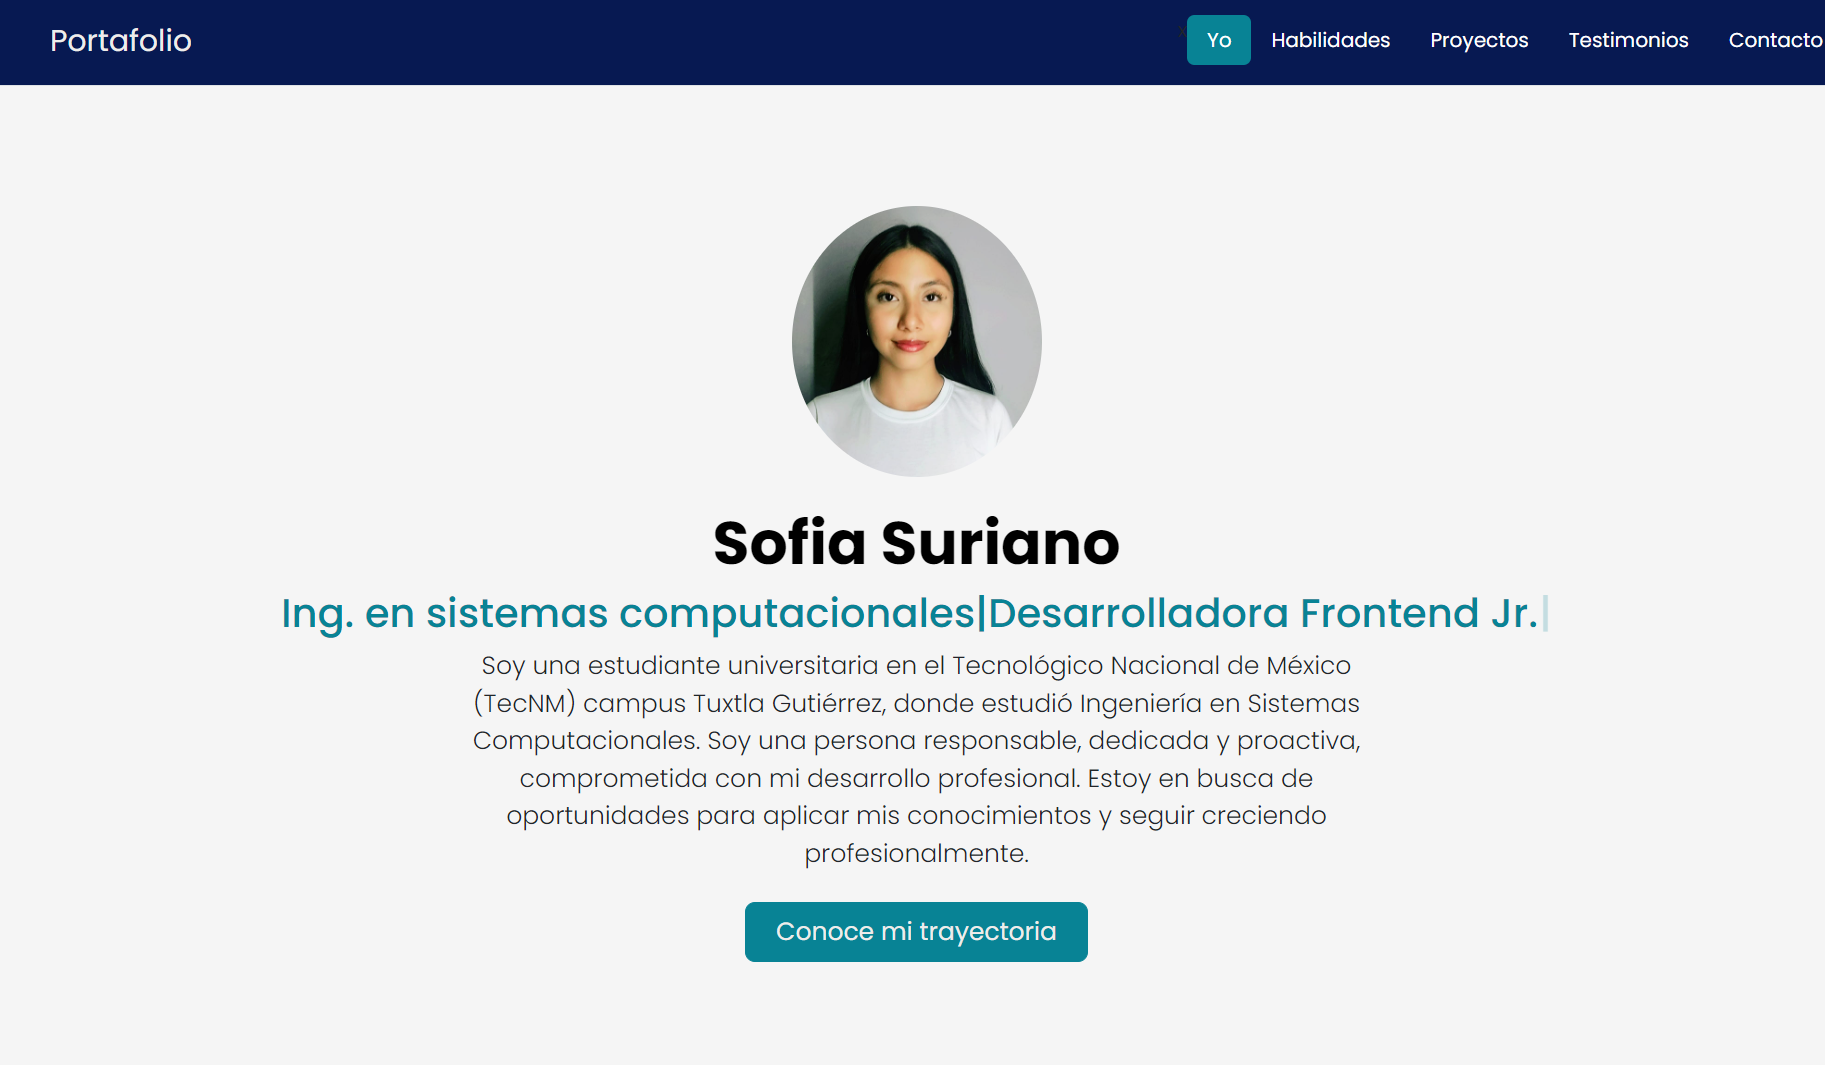 Portafolio
x Yo Habilidades Proyectos Testimonios Contacto
Sofia Suriano
Ing. en sistemas computacionales|Desarrolladora Frontend Jr.|
Soy una estudiante universitaria en el Tecnológico Nacional de México
(TecNM) campus Tuxtla Gutiérrez, donde estudió Ingeniería en Sistemas
Computacionales. Soy una persona responsable, dedicada y proactiva,
comprometida con mi desarrollo profesional. Estoy en busca de
oportunidades para aplicar mis conocimientos y seguir creciendo
profesionalmente.
Conoce mi trayectoria